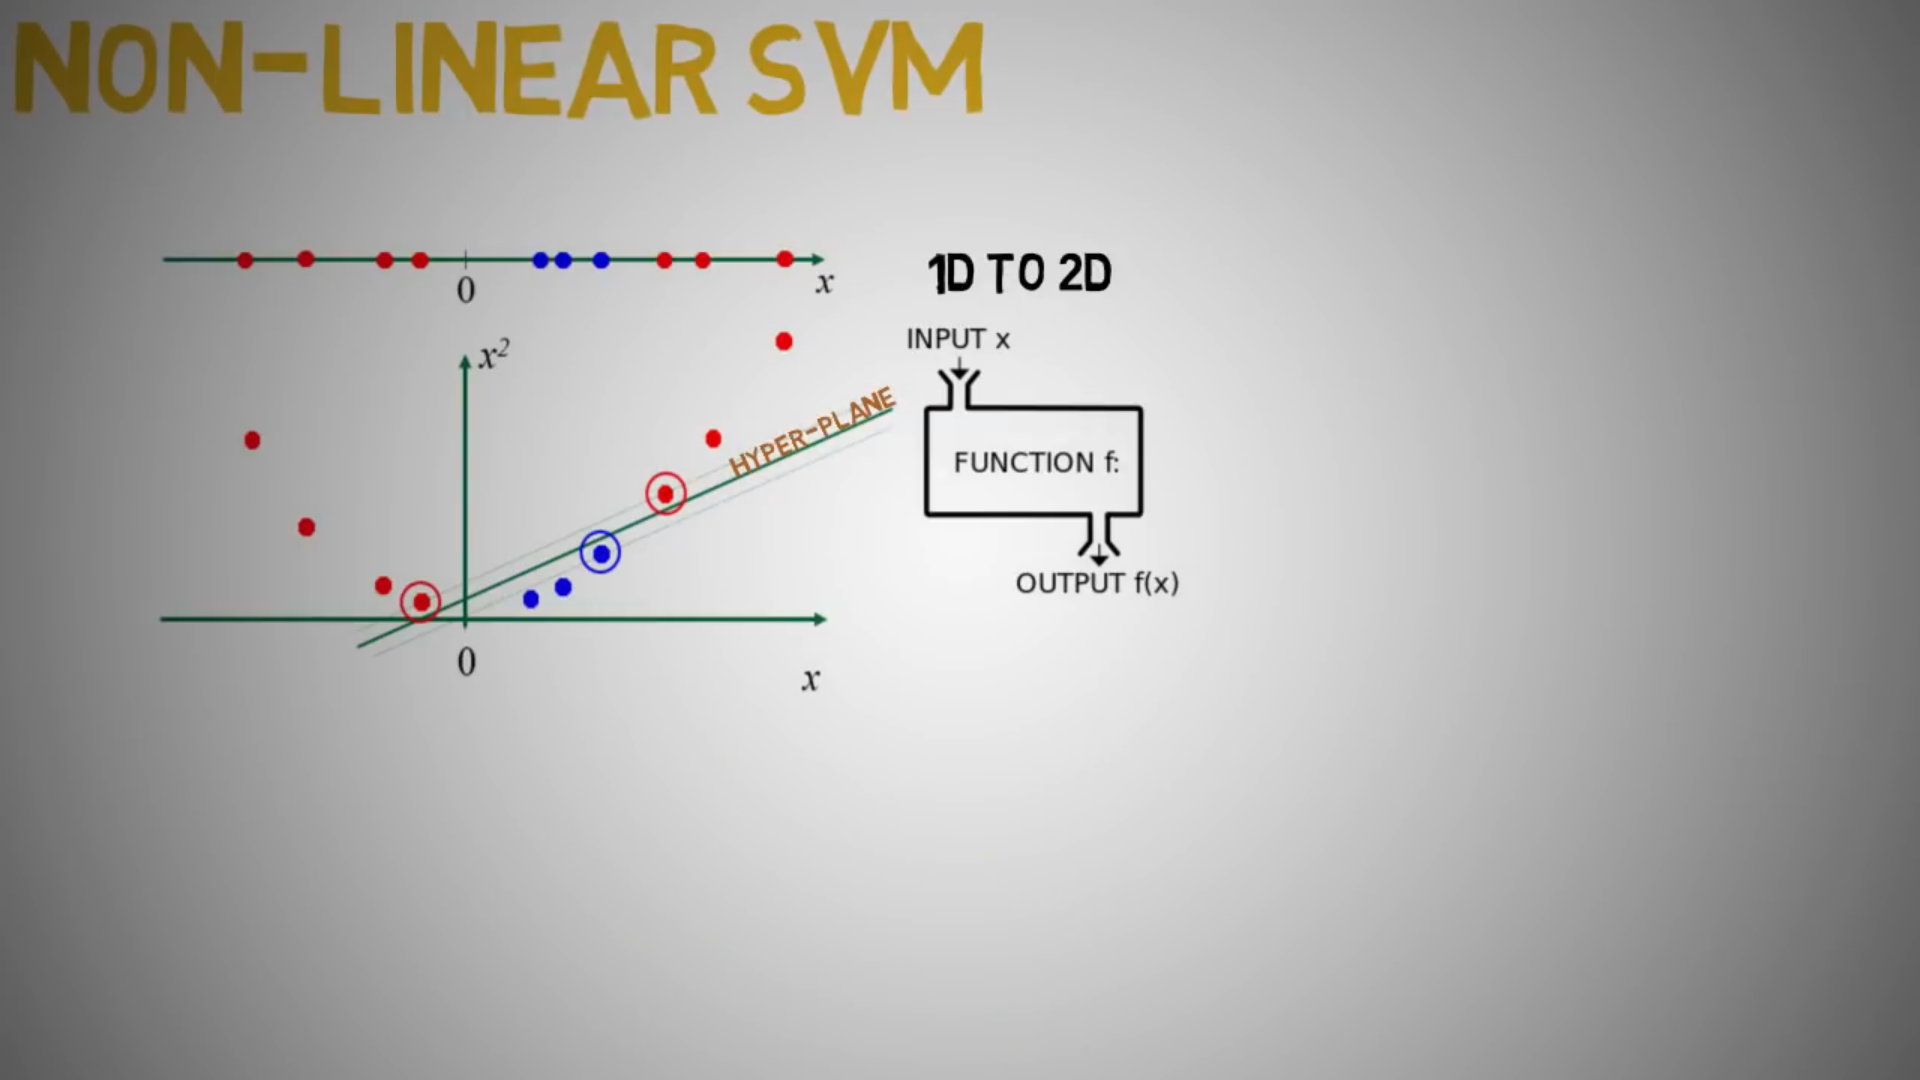 NON-LINEAR SVM
0
x
1D TO 2D
INPUT x
x²
HYPER-PLANE
FUNCTION f:
OUTPUT f(x)
0
x